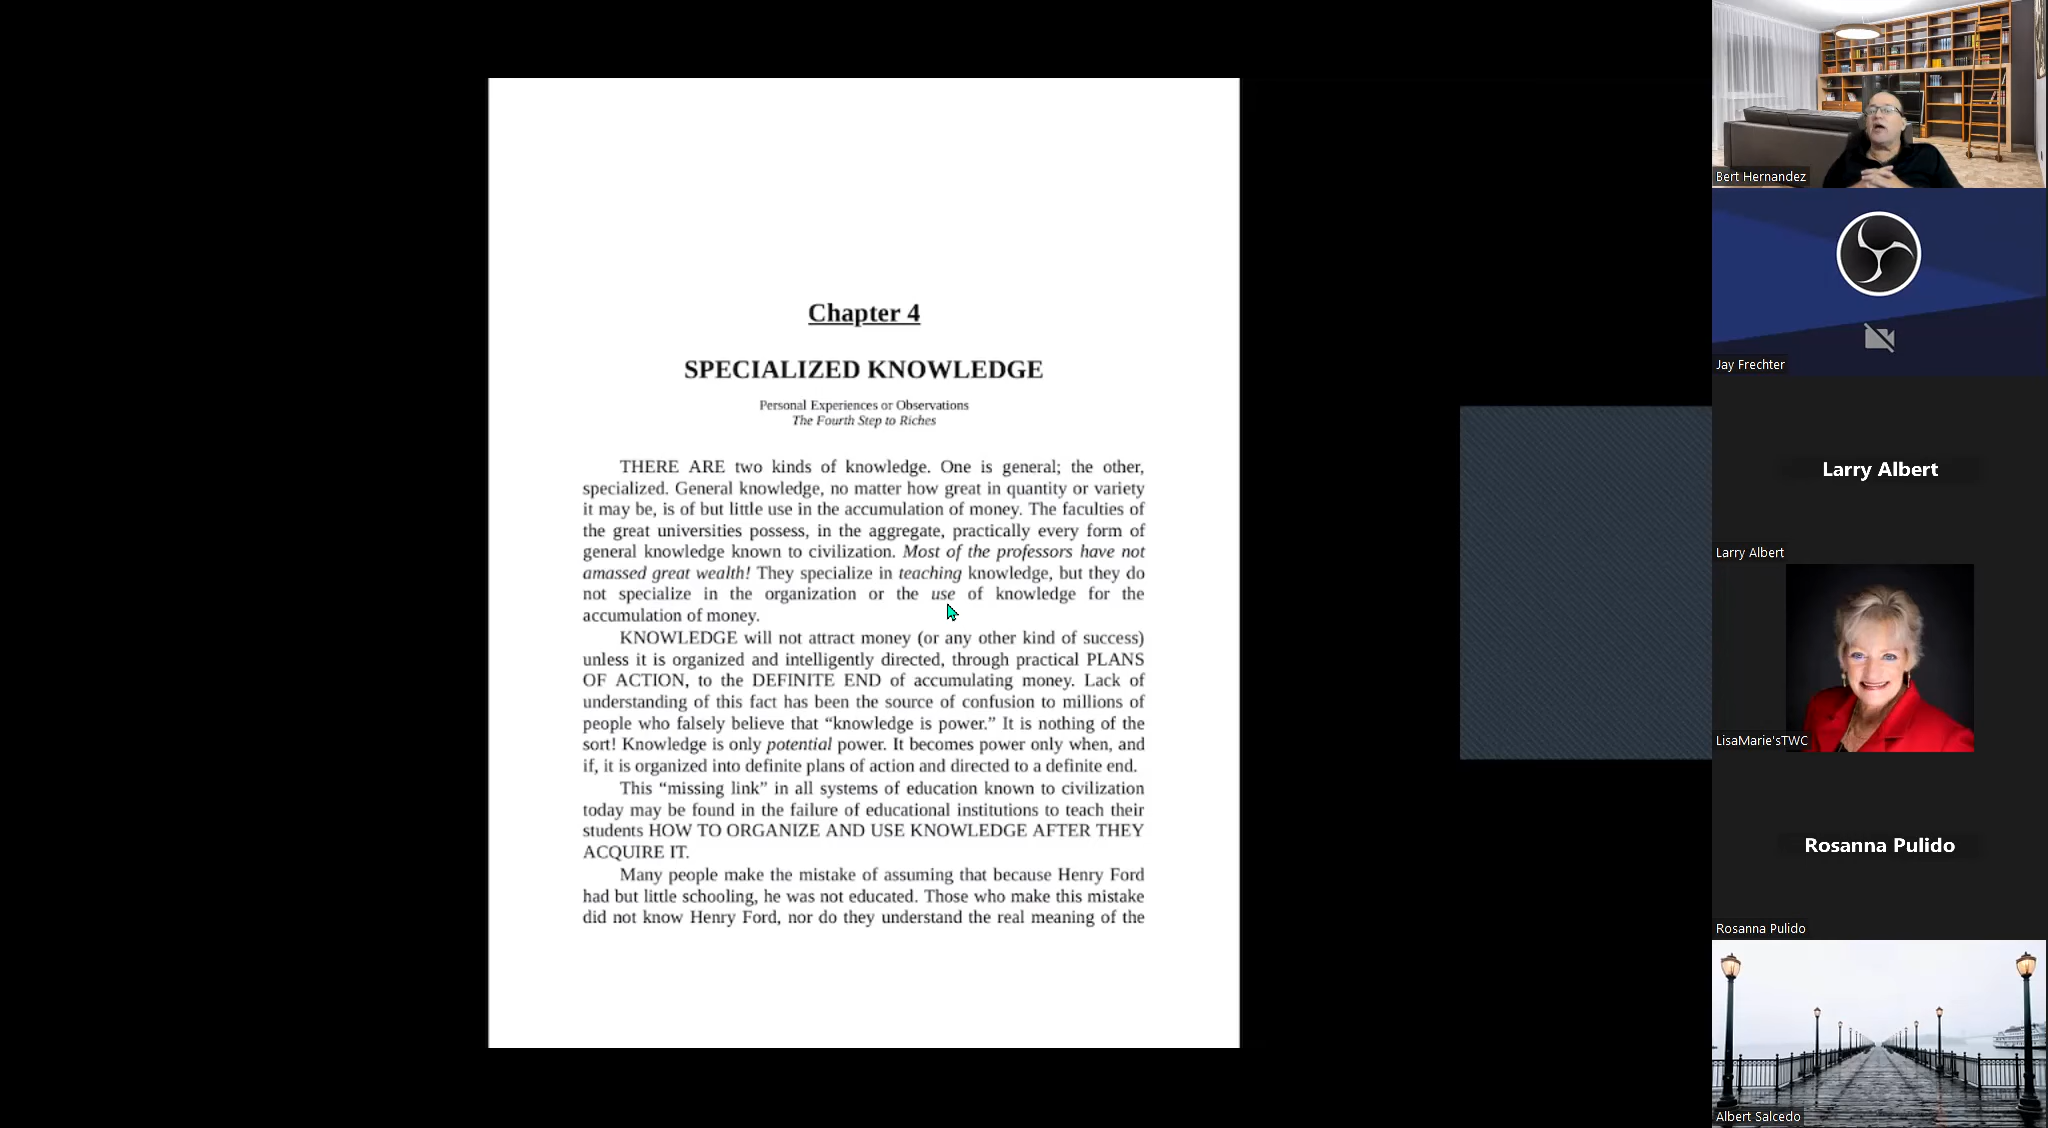 Chapter 4
SPECIALIZED KNOWLEDGE
Personal Experiences or Observations
The Fourth Step to Riches
THERE ARE two kinds of knowledge. One is general; the other,
specialized. General knowledge, no matter how great in quantity or variety
it may be, is of but little use in the accumulation of money. The faculties of
the great universities possess, in the aggregate, practically every form of
general knowledge known to civilization. Most of the professors have not
amassed great wealth! They specialize in teaching knowledge, but they do
not specialize in the organization or the use of knowledge for the
accumulation of money.
KNOWLEDGE will not attract money (or any other kind of success)
unless it is organized and intelligently directed, through practical PLANS
OF ACTION, to the DEFINITE END of accumulating money. Lack of
understanding of this fact has been the source of confusion to millions of
people who falsely believe that “knowledge is power.” It is nothing of the
sort! Knowledge is only potential power. It becomes power only when, and
if, it is organized into definite plans of action and directed to a definite end.
This “missing link” in all systems of education known to civilization
today may be found in the failure of educational institutions to teach their
students HOW TO ORGANIZE AND USE KNOWLEDGE AFTER THEY
ACQUIRE IT.
Many people make the mistake of assuming that because Henry Ford
had but little schooling, he was not educated. Those who make this mistake
did not know Henry Ford, nor do they understand the real meaning of the
Bert Hernandez
Jay Frechter
Larry Albert
Larry Albert
LisaMarie'sTWC
Rosanna Pulido
Rosanna Pulido
Albert Salcedo